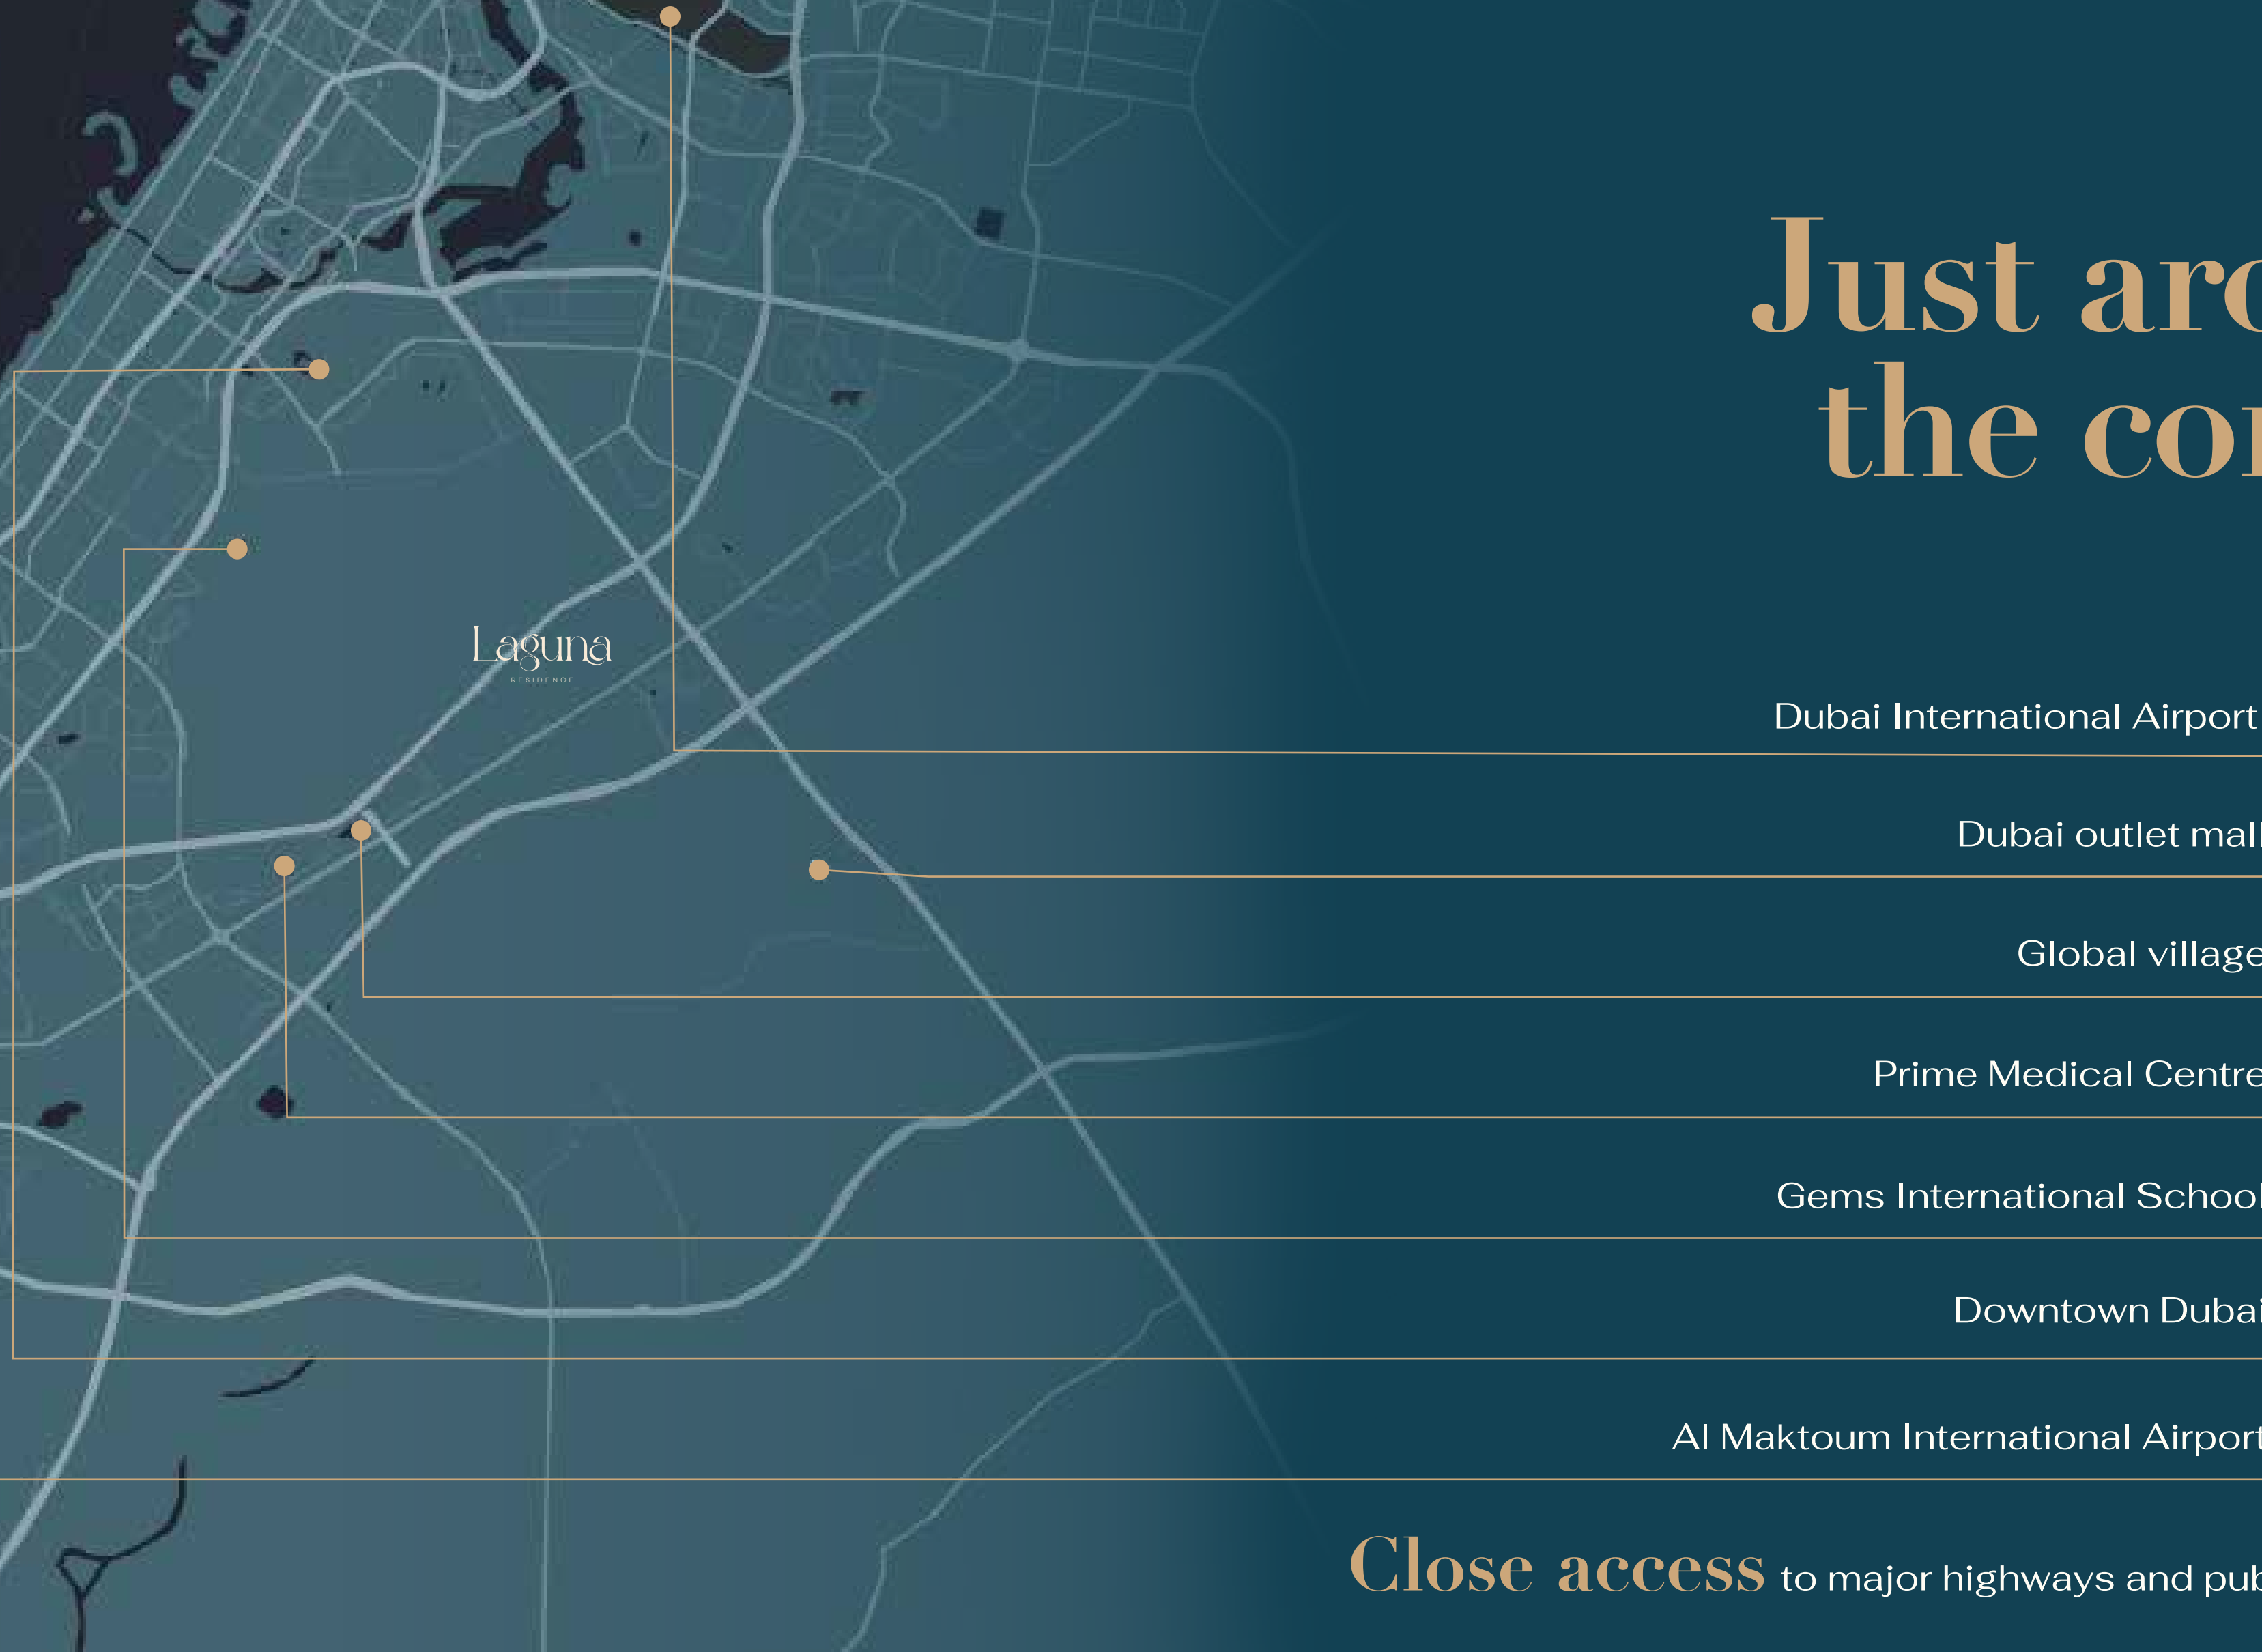 Just aro
the cor
Laguna
RESIDENCE
Dubai International Airport
Dubai outlet mall
Global village
Prime Medical Centre
Gems International School
Downtown Dubai
Al Maktoum International Airport
Close access to major highways and pub